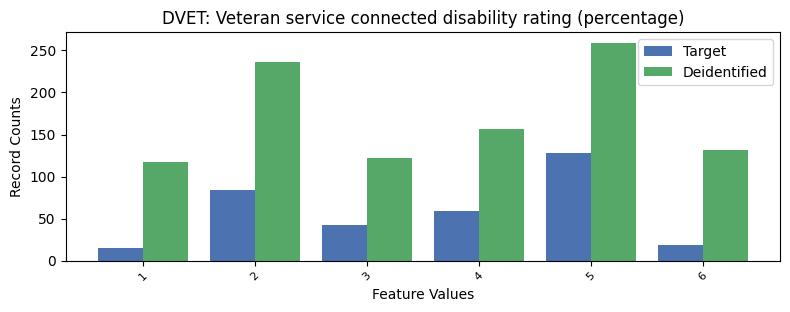 DVET: Veteran service connected disability rating (percentage)
Target
Deidentified
Record Counts
250
200
150
100
50
0
1 2 3 4 5 6
Feature Values